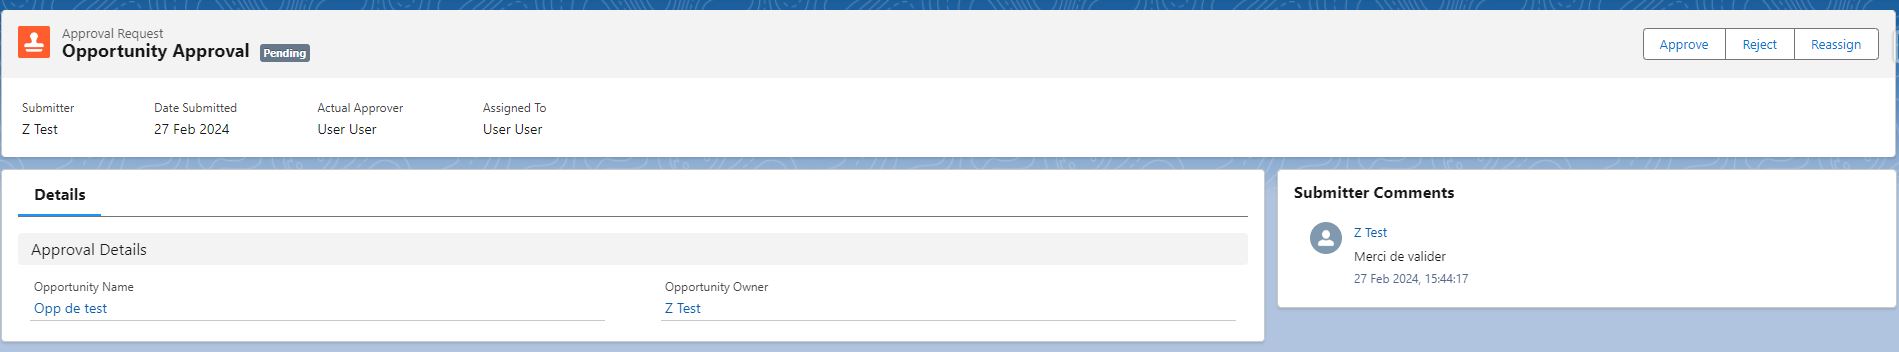 Approval Request
Opportunity Approval Pending
Approve Reject Reassign
Submitter Date Submitted Actual Approver Assigned To
Z Test 27 Feb 2024 User User User User
Details
Approval Details
Opportunity Name Opportunity Owner
Opp de test Z Test
Submitter Comments
Z Test
Merci de valider
27 Feb 2024, 15:44:17